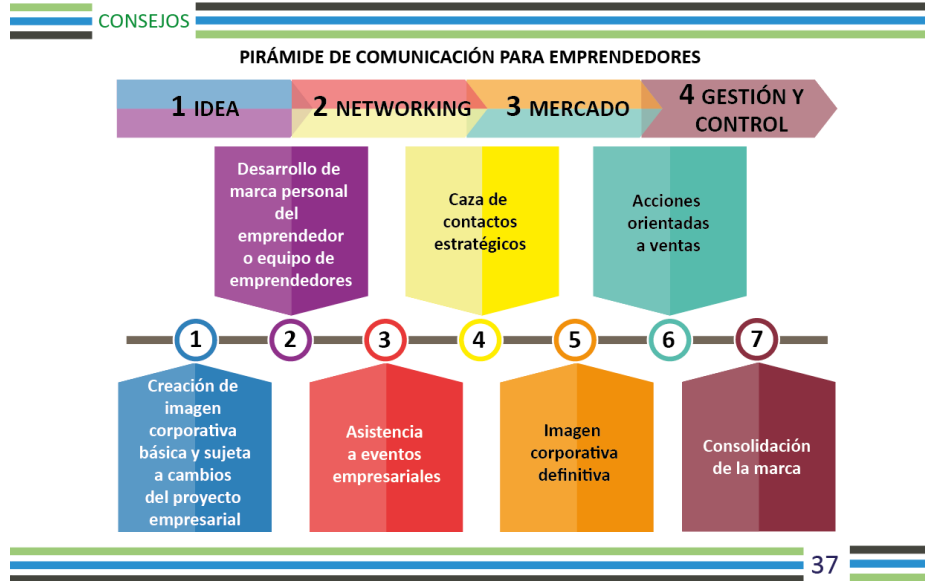 CONSEJOS
PIRÁMIDE DE COMUNICACIÓN PARA EMPRENDEDORES
1 IDEA
2 NETWORKING
3 MERCADO
4 GESTIÓN Y
CONTROL
Desarrollo de
marca personal
del
emprendedor
o equipo de
emprendedores
Caza de
contactos
estratégicos
Acciones
orientadas
a ventas
1
2
3
4
5
6
7
Creación de
imagen
corporativa
básica y sujeta
a cambios
del proyecto
empresarial
Asistencia
a eventos
empresariales
Imagen
corporativa
definitiva
Consolidación
de la marca
37